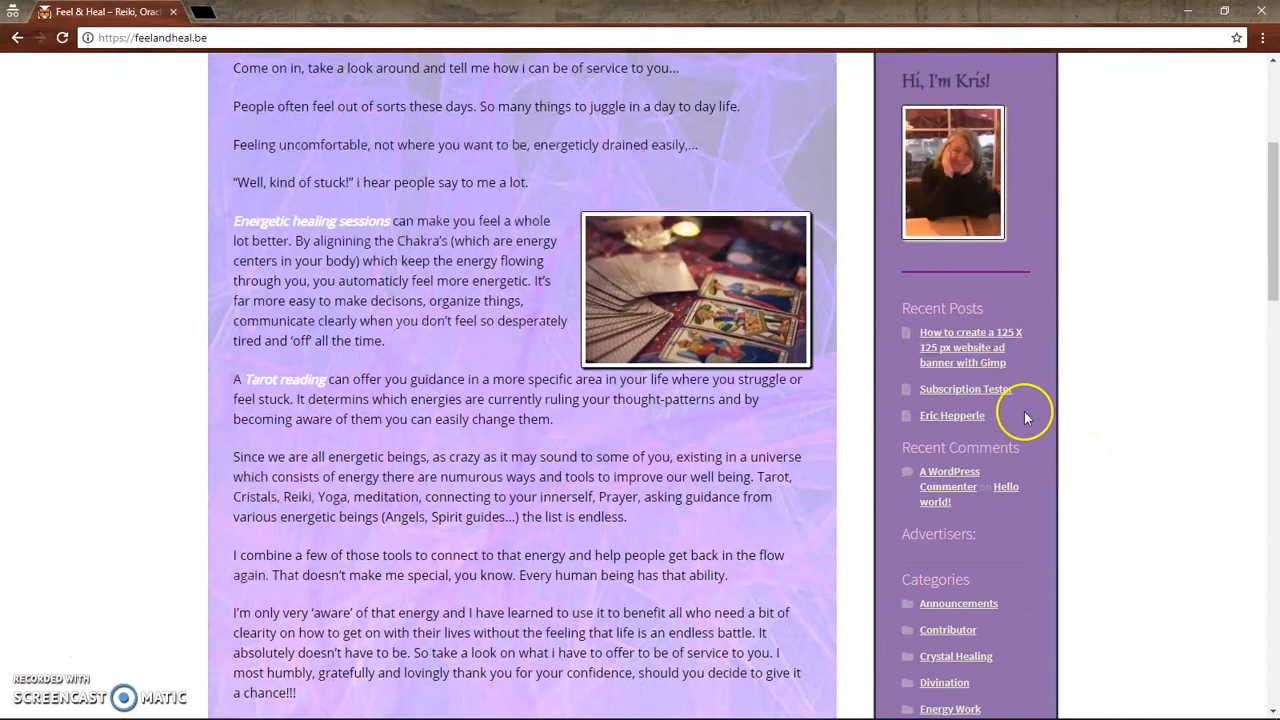 Feel & Heal – Reiki, Orac
https://feelandheal.be
Come on in, take a look around and tell me how i can be of service to you...
People often feel out of sorts these days. So many things to juggle in a day to day life.
Feeling uncomfortable, not where you want to be, energeticly drained easily,...
“Well, kind of stuck!” i hear people say to me a lot.
Energetic healing sessions can make you feel a whole
lot better. By alignining the Chakra’s (which are energy
centers in your body) which keep the energy flowing
through you, you automaticly feel more energetic. It’s
far more easy to make decisons, organize things,
communicate clearly when you don’t feel so desperately
tired and ‘off’ all the time.
A Tarot reading can offer you guidance in a more specific area in your life where you struggle or
feel stuck. It determines which energies are currently ruling your thought-patterns and by
becoming aware of them you can easily change them.
Since we are all energetic beings, as crazy as it may sound to some of you, existing in a universe
which consists of energy there are numurous ways and tools to improve our well being. Tarot,
Cristals, Reiki, Yoga, meditation, connecting to your innerself, Prayer, asking guidance from
various energetic beings (Angels, Spirit guides...) the list is endless.
I combine a few of those tools to connect to that energy and help people get back in the flow
again. That doesn’t make me special, you know. Every human being has that ability.
I’m only very ‘aware’ of that energy and I have learned to use it to benefit all who need a bit of
clarity on how to get on with their lives without the feeling that life is an endless battle. It
absolutely doesn’t have to be. So take a look on what i have to offer to be of service to you. I
most humbly, gratefully and lovingly thank you for your confidence, should you decide to give it
a chance!!!
Hi, I'm Kris!
Recent Posts
How to create a 125 X
125 px website ad
banner with Gimp
Subscription Tester
Eric Hepperle
Recent Comments
A WordPress
Commenter on Hello
world!
Advertisers:
Categories
Announcements
Contributor
Crystal Healing
Divination
Energy Work
RECORDED WITH
SCREENCAST MATIC